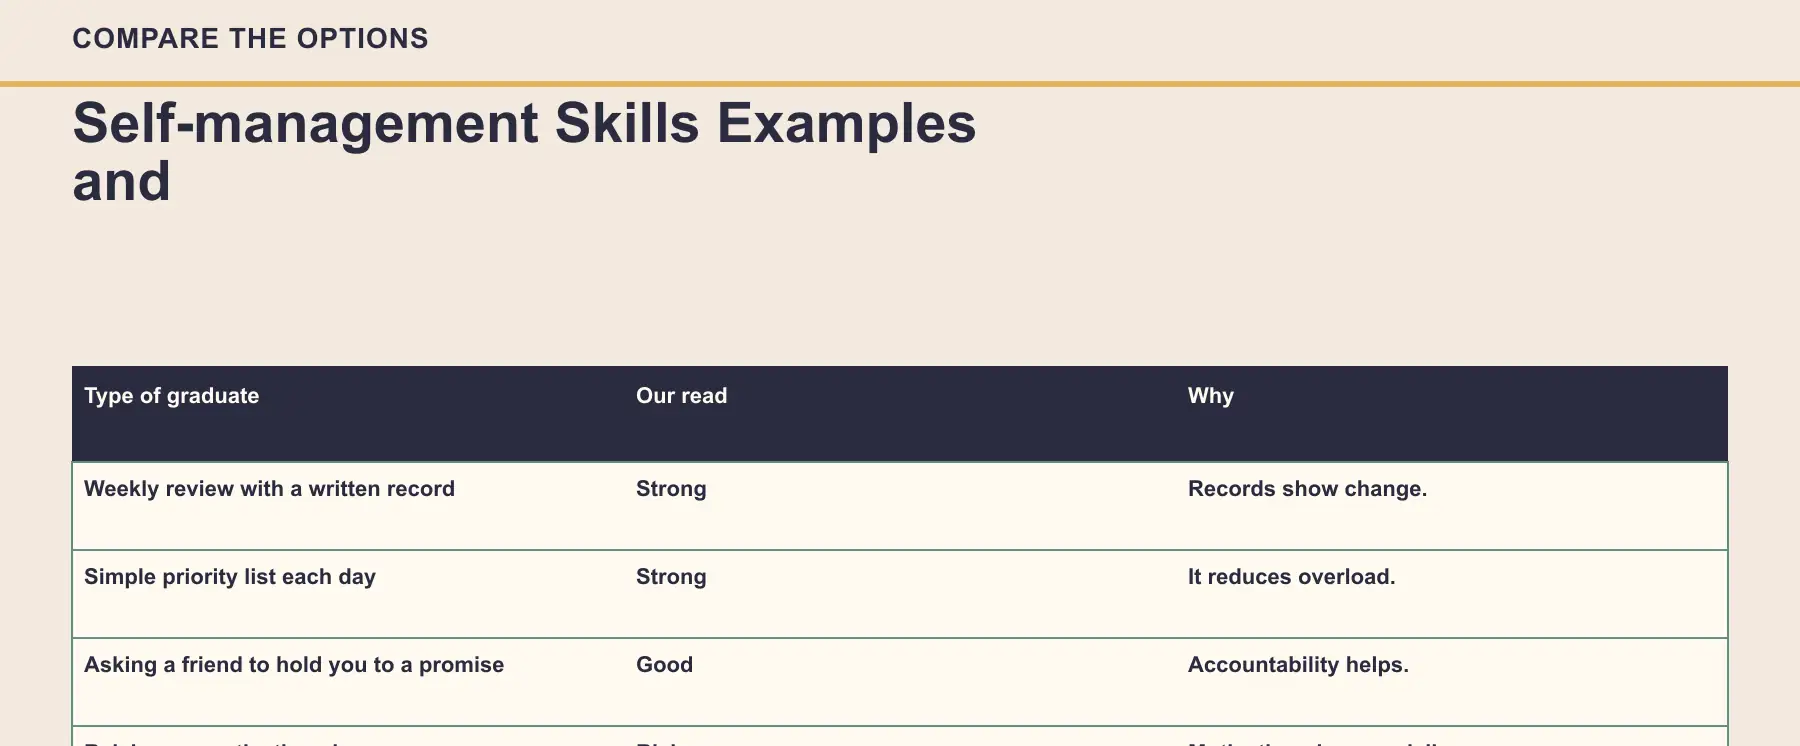 COMPARE THE OPTIONS
Self-management Skills Examples
and
Type of graduate Our read Why
Weekly review with a written record Strong Records show change.
Simple priority list each day Strong It reduces overload.
Asking a friend to hold you to a promise Good Accountability helps.